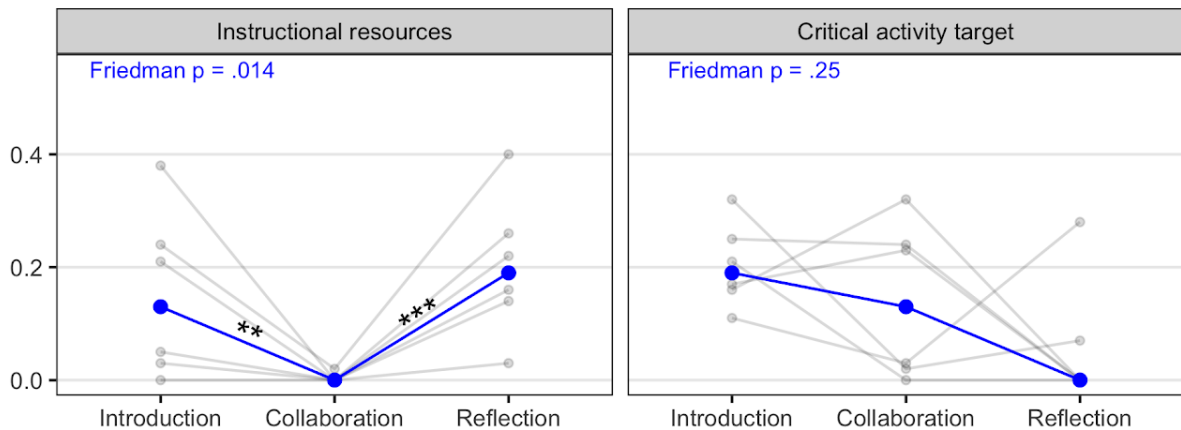 Instructional resources
Friedman p = .014
**
***
0.4
0.2
0.0
Introduction Collaboration Reflection
Critical activity target
Friedman p = .25
Introduction Collaboration Reflection